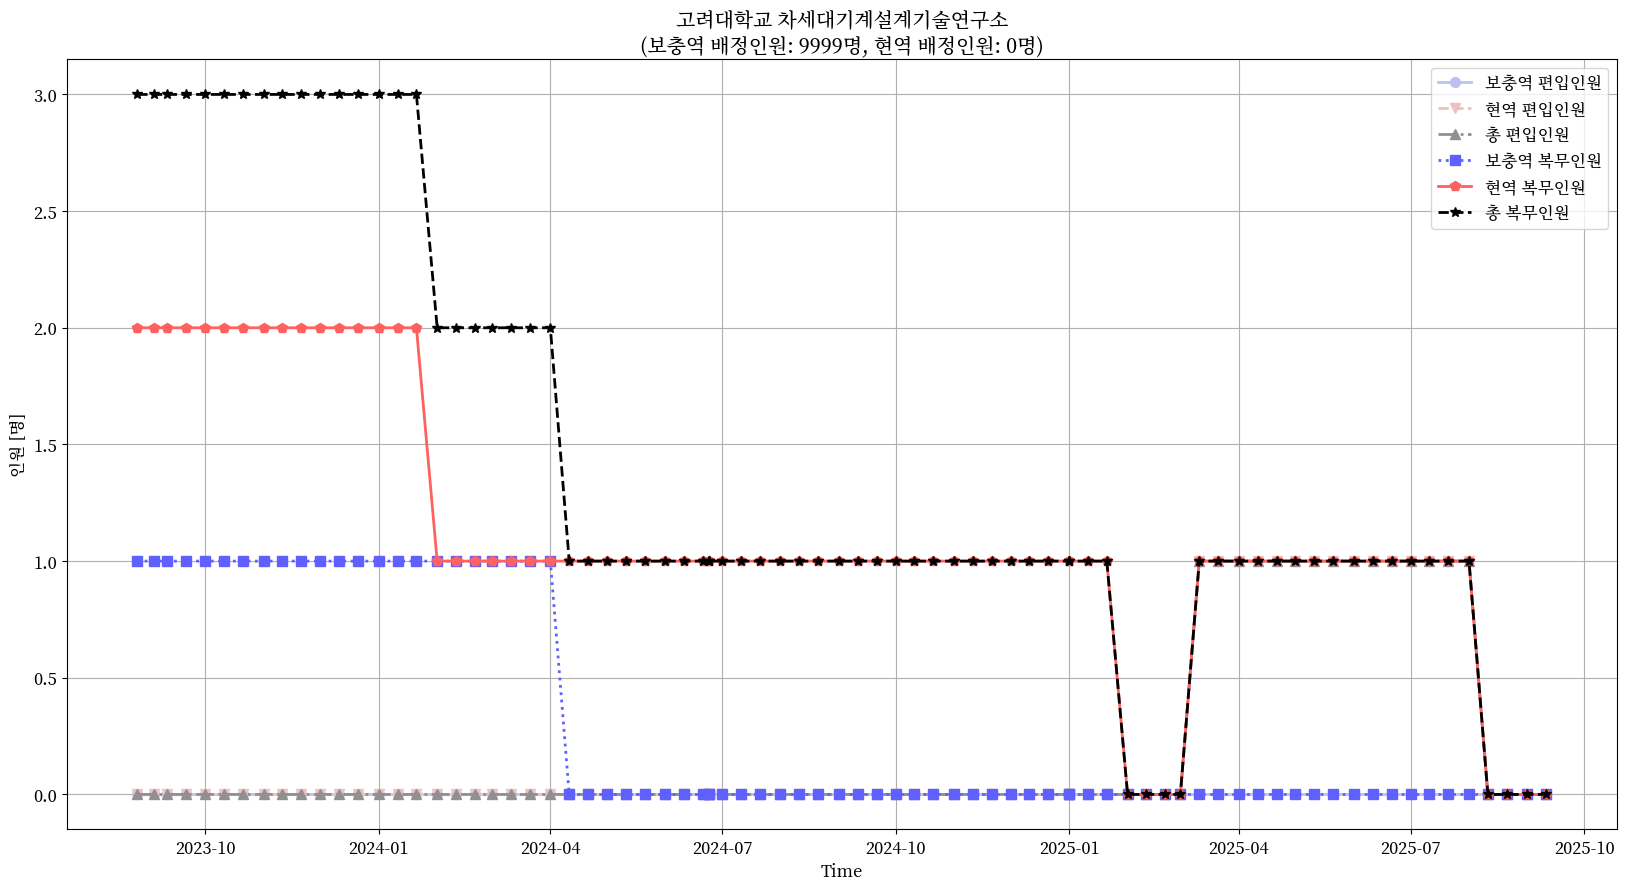 고려대학교 차세대기계설계기술연구소
(보충역 배정인원: 9999명, 현역 배정인원: 0명)
보충역 편입인원
현역 편입인원
총 편입인원
보충역 복무인원
현역 복무인원
총 복무인원
인원 [명]
3.0
2.5
2.0
1.5
1.0
0.5
0.0
2023-10
2024-01
2024-04
2024-07
2024-10
2025-01
2025-04
2025-07
2025-10
Time